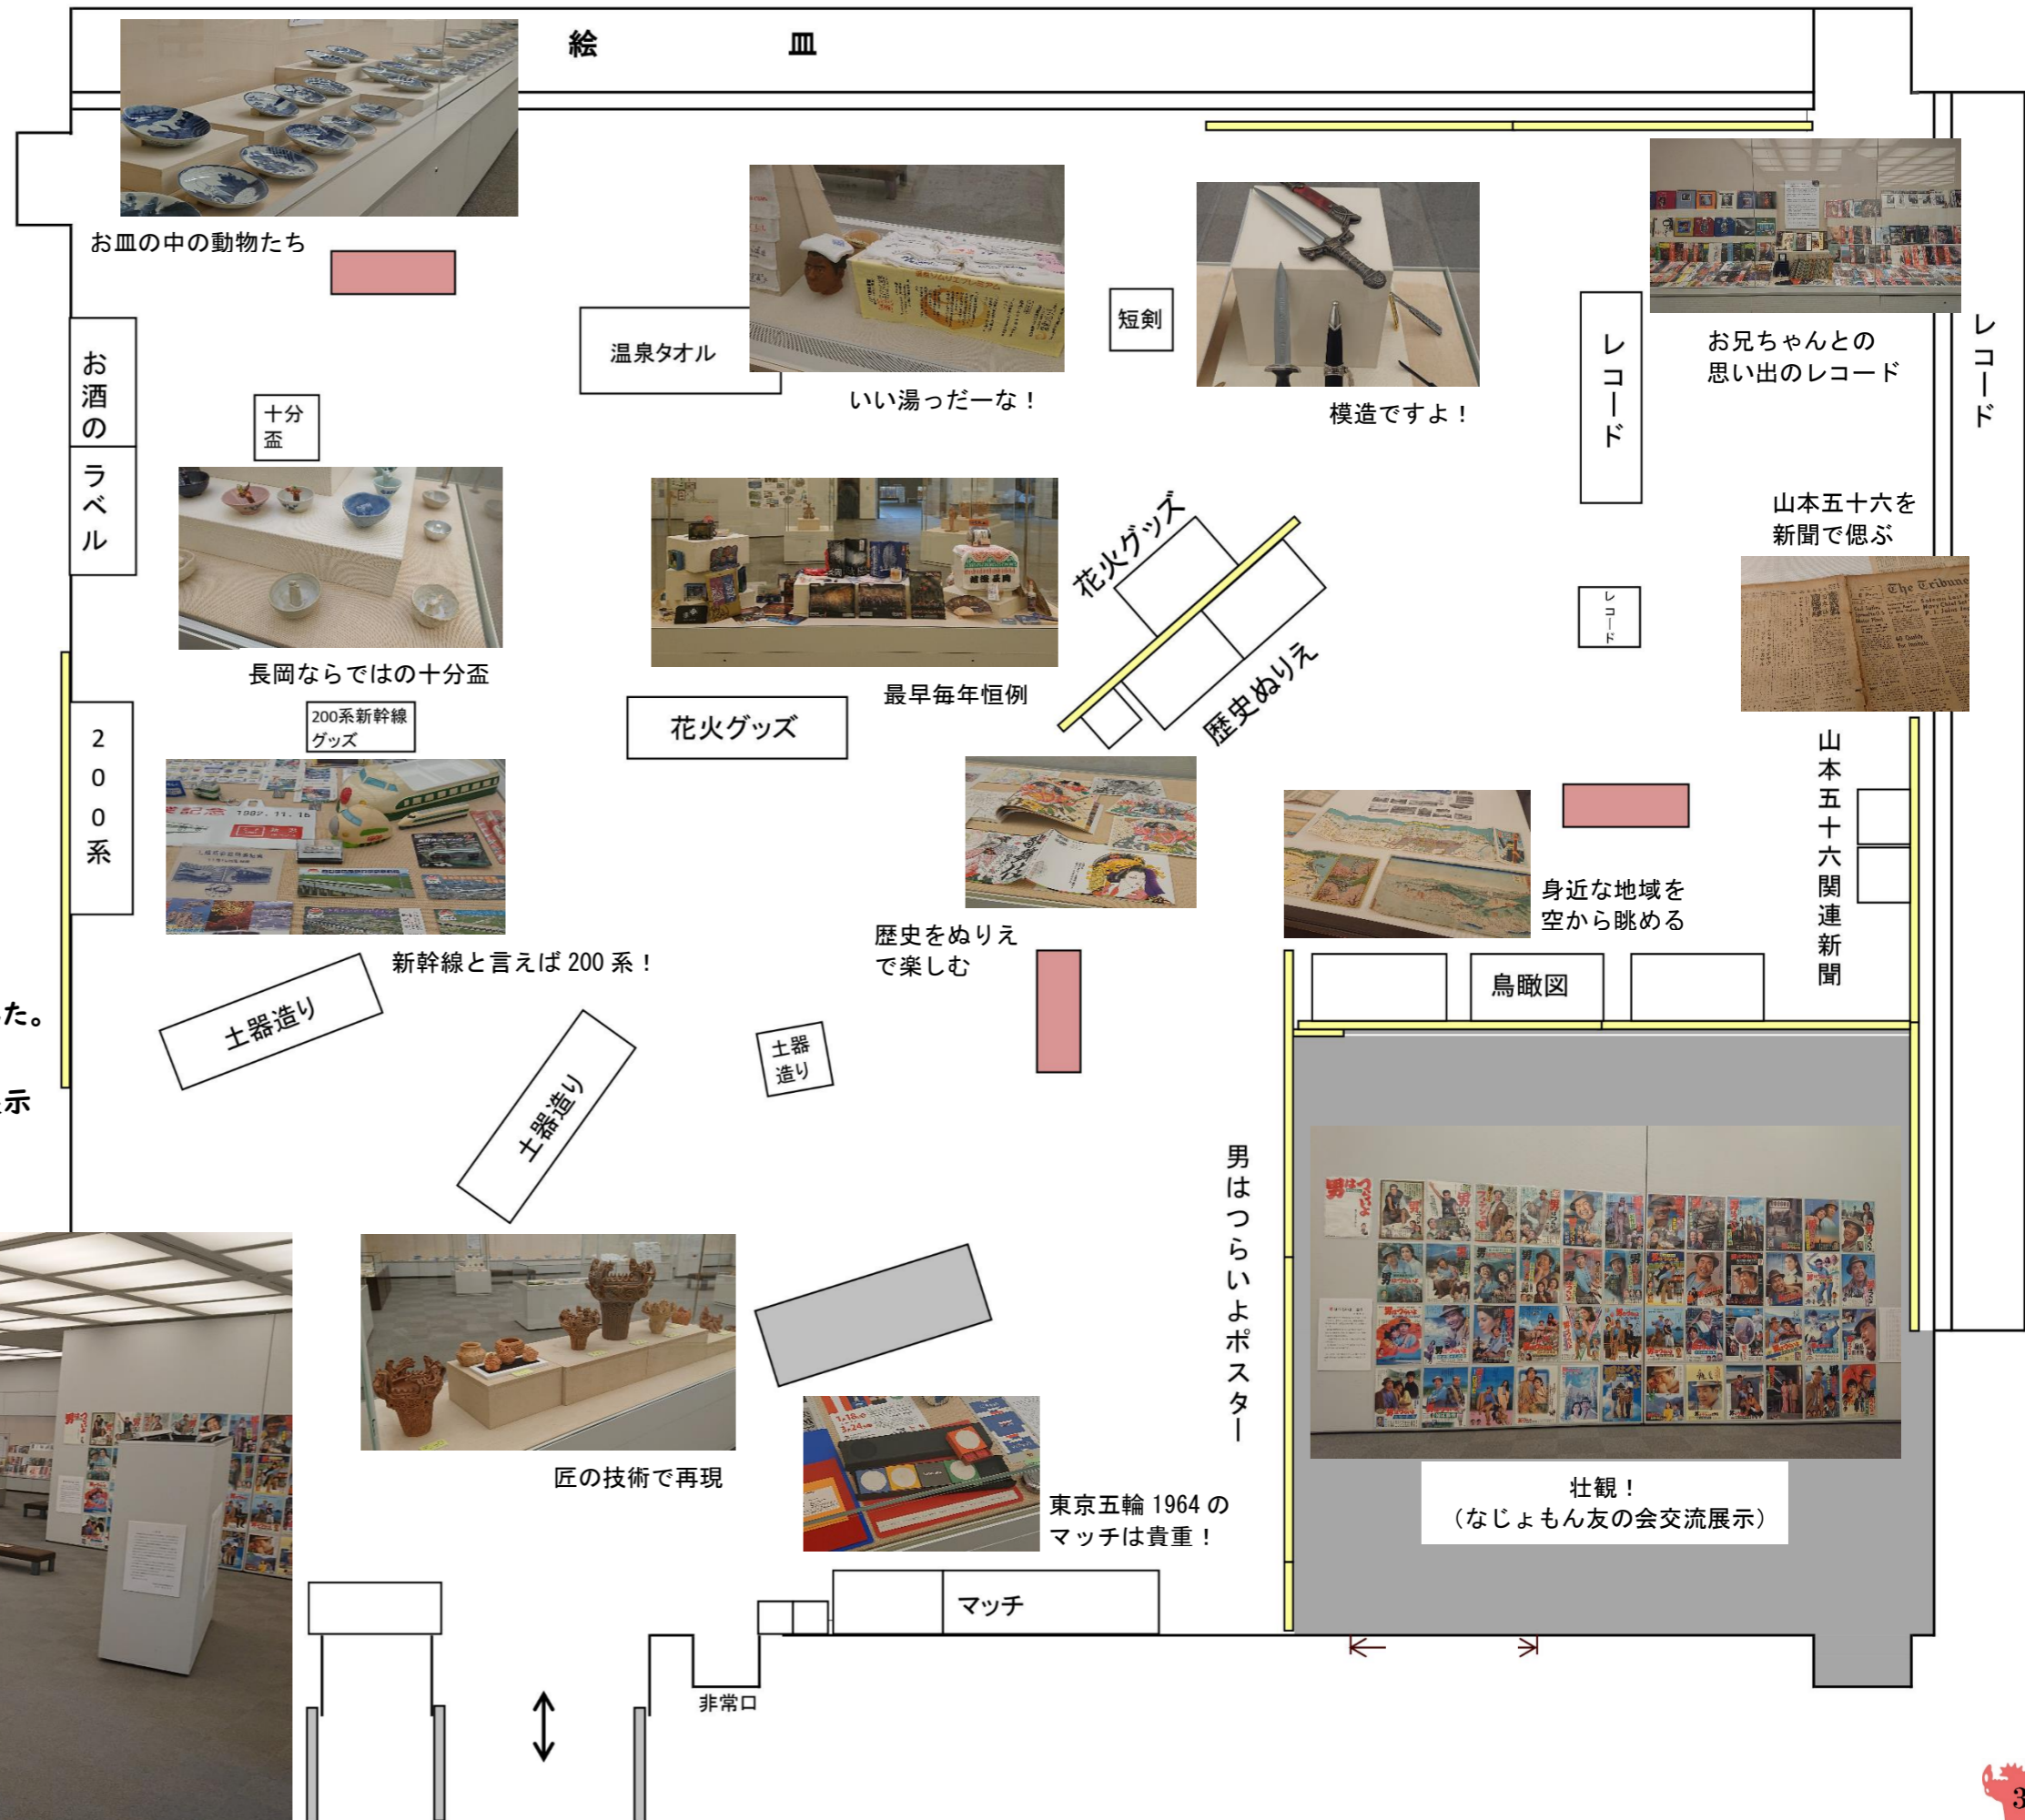 絵 皿
お皿の中の動物たち
温泉タオル
いい湯っだーな！
短剣
模造ですよ！
レコード
お兄ちゃんとの
思い出のレコード
レコード
お酒の
ラベル
十分
盃
長岡ならではの十分盃
最早毎年恒例
花火グッズ
花火グッズ
歴史ぬりえ
レコード
山本五十六を
新聞で偲ぶ
The Tribune
山本五十六関連新聞
200系
200系新幹線
グッズ
1982.11.15
新幹線と言えば 200 系！
歴史をぬりえ
で楽しむ
身近な地域を
空から眺める
鳥瞰図
た。
示
土器造り
土器造り
土器
造り
匠の技術で再現
東京五輪 1964 の
マッチは貴重！
マッチ
男はつらいよポスター
男はつらいよ
壮観！
（なじょもん友の会交流展示）
非常口
3